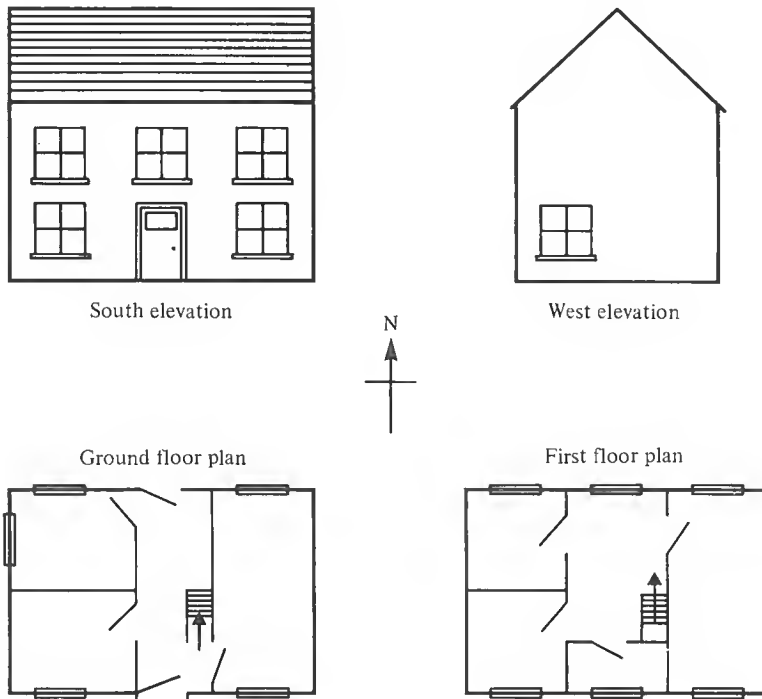 South elevation
West elevation
N
Ground floor plan
First floor plan